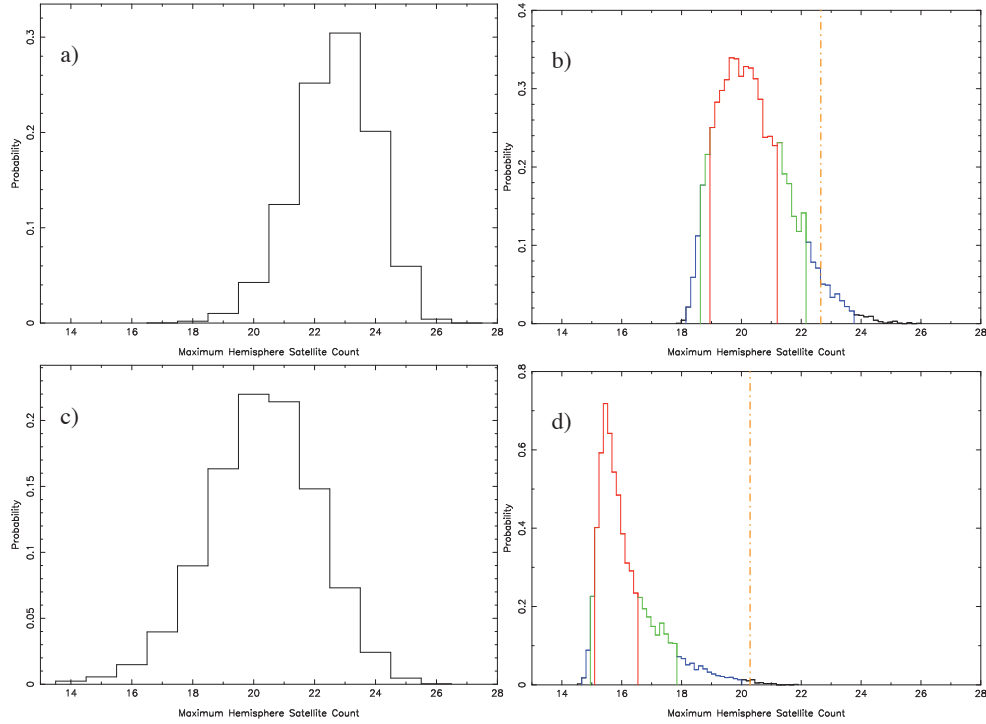 a)
0.3
0.2
0.1
0
Probability
14 16 18 20 22 24 26 28
Maximum Hemisphere Satellite Count
b)
0.4
0.3
0.2
0.1
0
Probability
14 16 18 20 22 24 26 28
Maximum Hemisphere Satellite Count
c)
0.2
0.15
0.1
0.05
0
Probability
14 16 18 20 22 24 26 28
Maximum Hemisphere Satellite Count
d)
0.8
0.6
0.4
0.2
0
Probability
14 16 18 20 22 24 26 28
Maximum Hemisphere Satellite Count